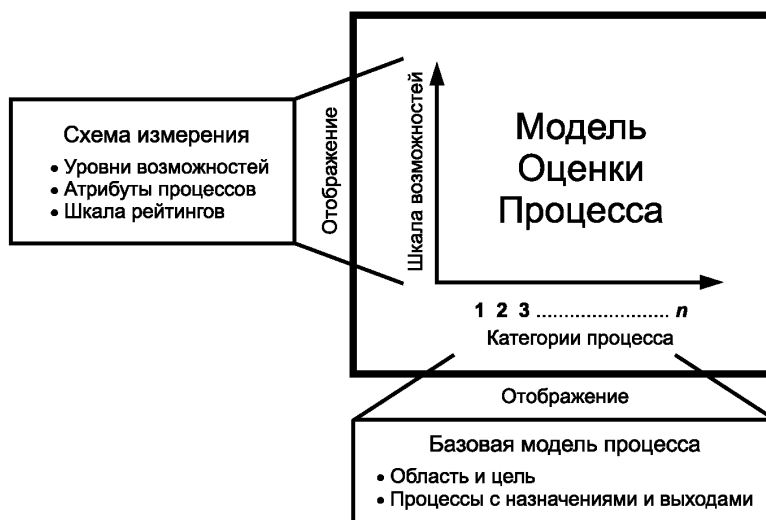 Схема измерения
• Уровни возможностей
• Атрибуты процессов
• Шкала рейтингов
Отображение
Шкала возможностей
Модель
Оценки
Процесса
1 2 3 ........................ n
Категории процесса
Отображение
Базовая модель процесса
• Область и цель
• Процессы с назначениями и выходами